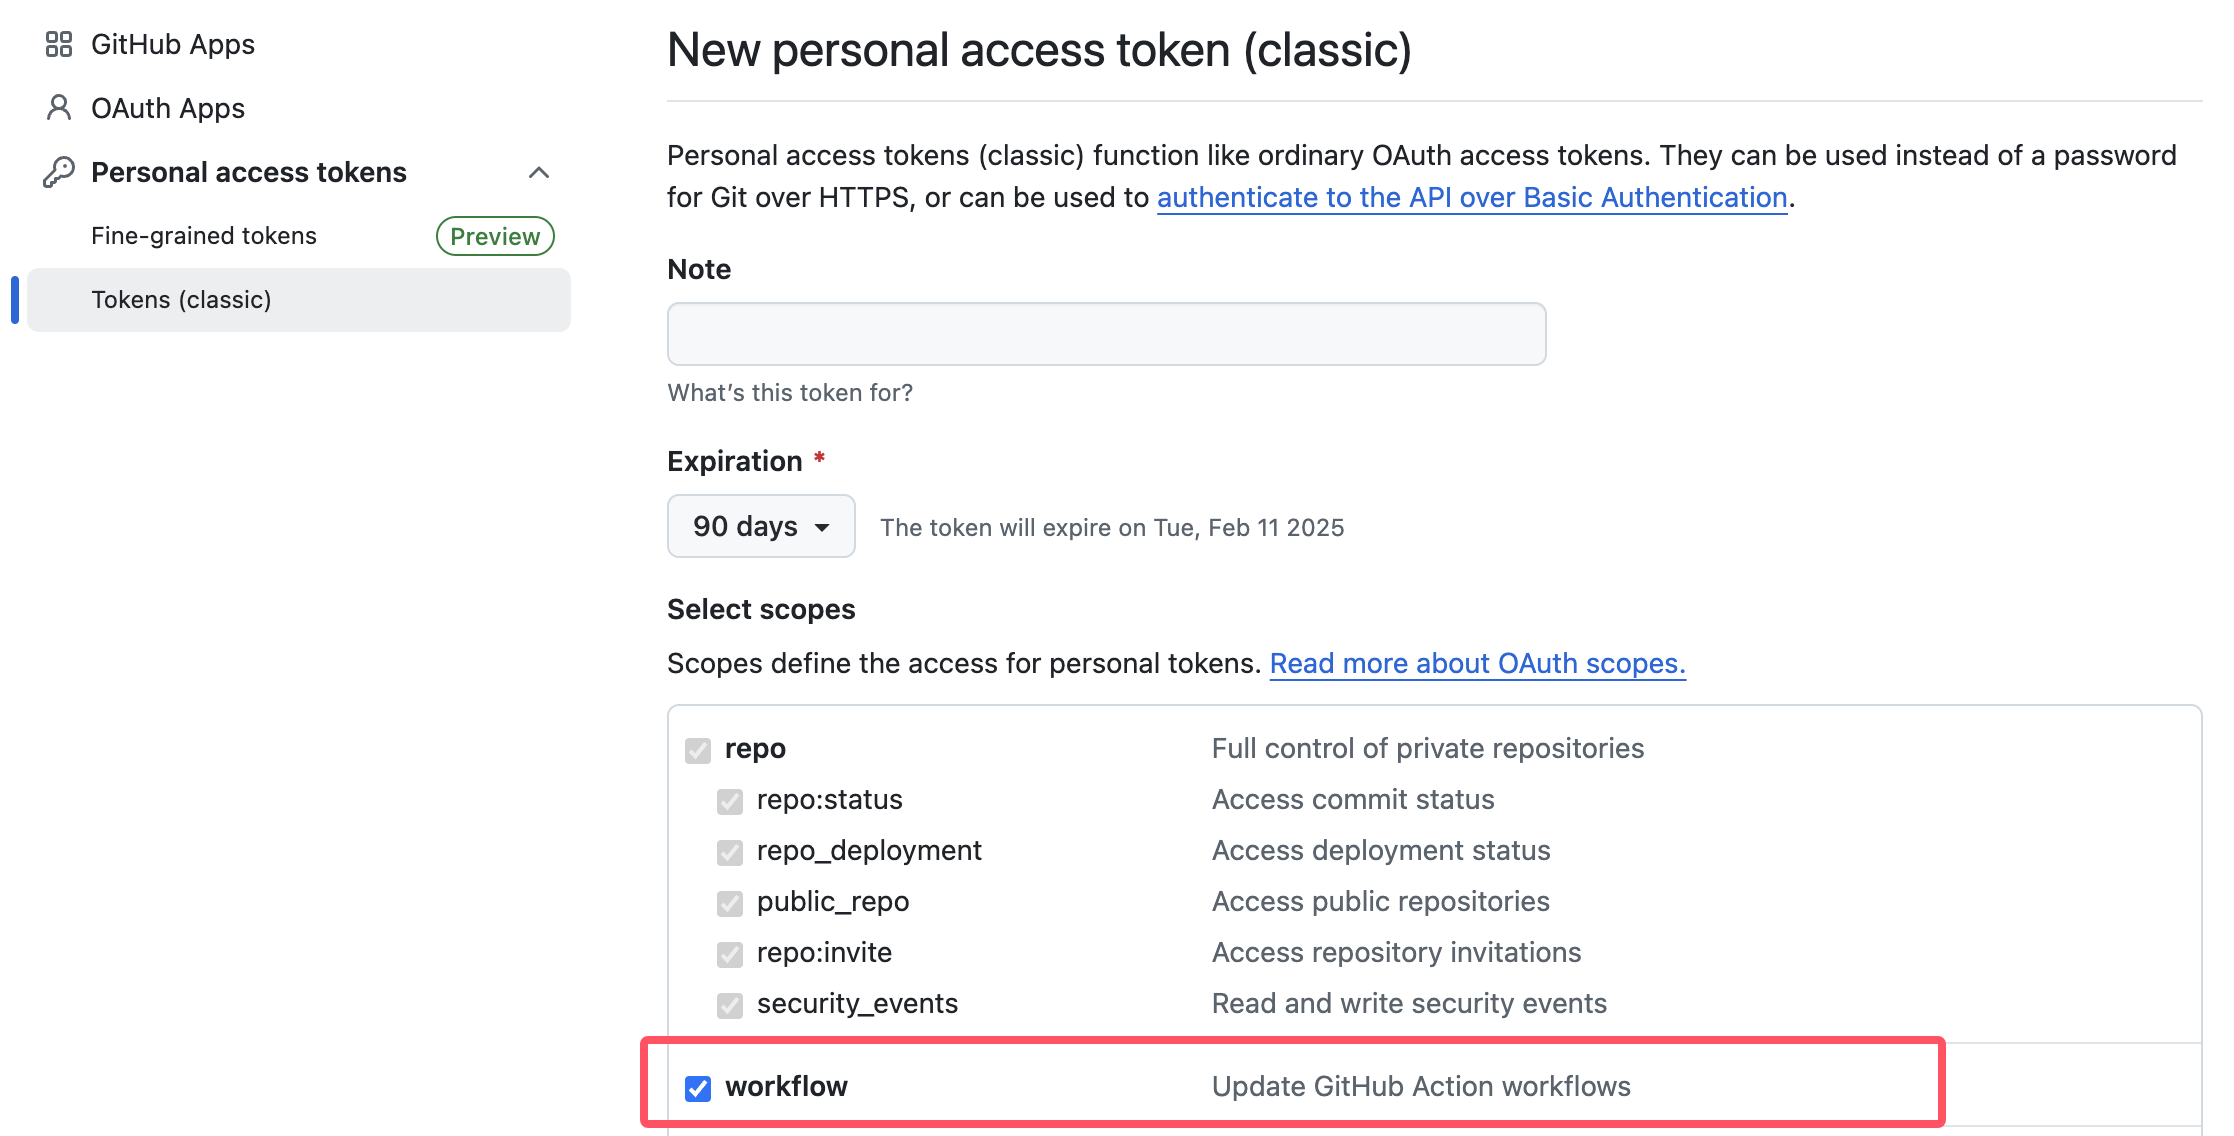 GitHub Apps
OAuth Apps
Personal access tokens
Fine-grained tokens Preview
Tokens (classic)
New personal access token (classic)
Personal access tokens (classic) function like ordinary OAuth access tokens. They can be used instead of a password
for Git over HTTPS, or can be used to authenticate to the API over Basic Authentication.
Note
What's this token for?
Expiration *
90 days The token will expire on Tue, Feb 11 2025
Select scopes
Scopes define the access for personal tokens. Read more about OAuth scopes.
repo Full control of private repositories
repo:status Access commit status
repo_deployment Access deployment status
public_repo Access public repositories
repo:invite Access repository invitations
security_events Read and write security events
workflow Update GitHub Action workflows